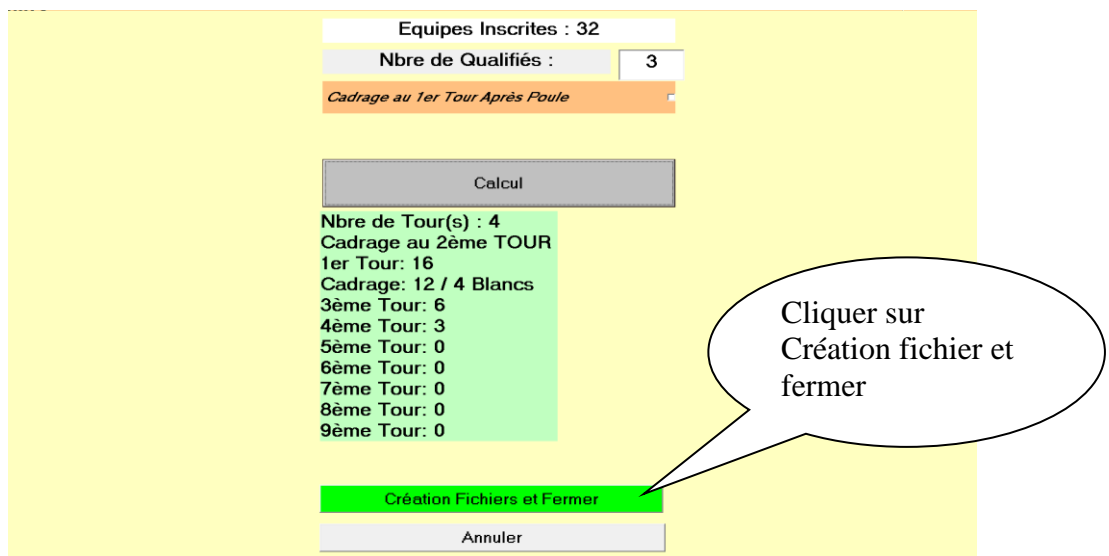 Equipes Inscrites : 32
Nbre de Qualifiés : 3
Cadrage au 1er Tour Après Poule
Calcul
Nbre de Tour(s) : 4
Cadrage au 2ème TOUR
1er Tour: 16
Cadrage: 12 / 4 Blancs
3ème Tour: 6
4ème Tour: 3
5ème Tour: 0
6ème Tour: 0
7ème Tour: 0
8ème Tour: 0
9ème Tour: 0
Cliquer sur
Création fichier et
fermer
Création Fichiers et Fermer
Annuler